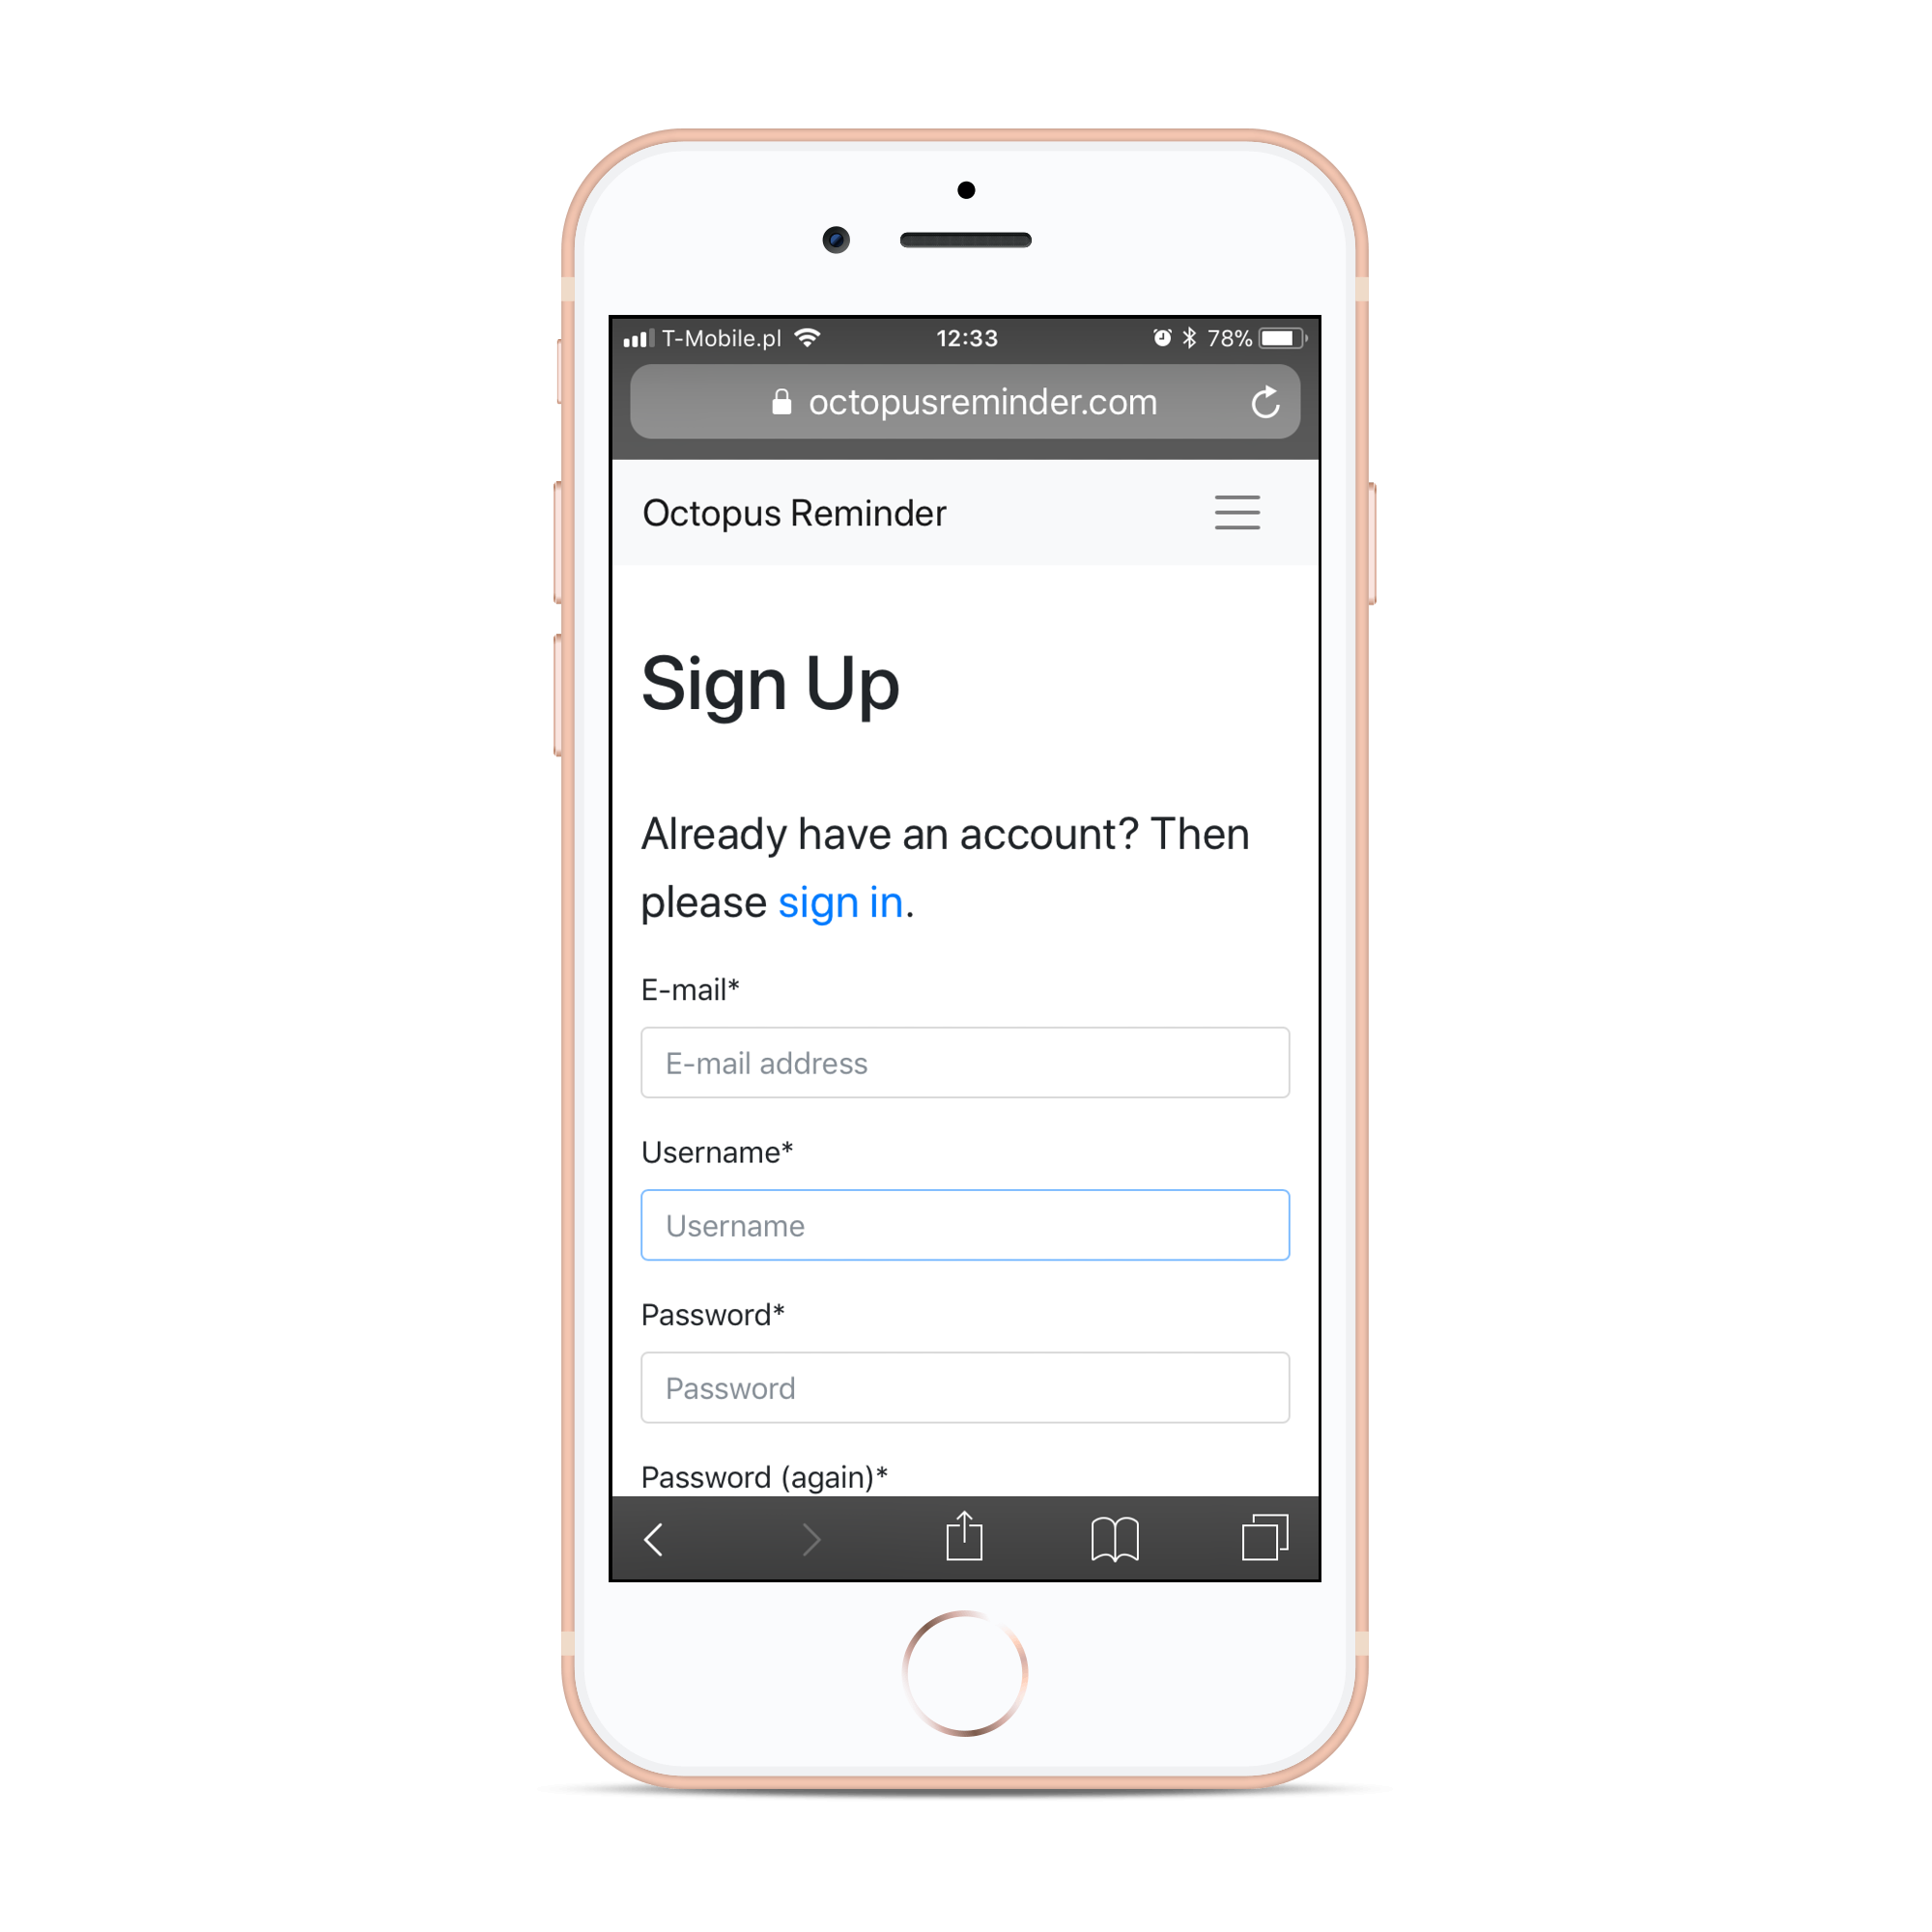 T-Mobile.pl 12:33 78%
octopusreminder.com
Octopus Reminder
Sign Up
Already have an account? Then
please sign in.
E-mail*
E-mail address
Username*
Username
Password*
Password
Password (again)*